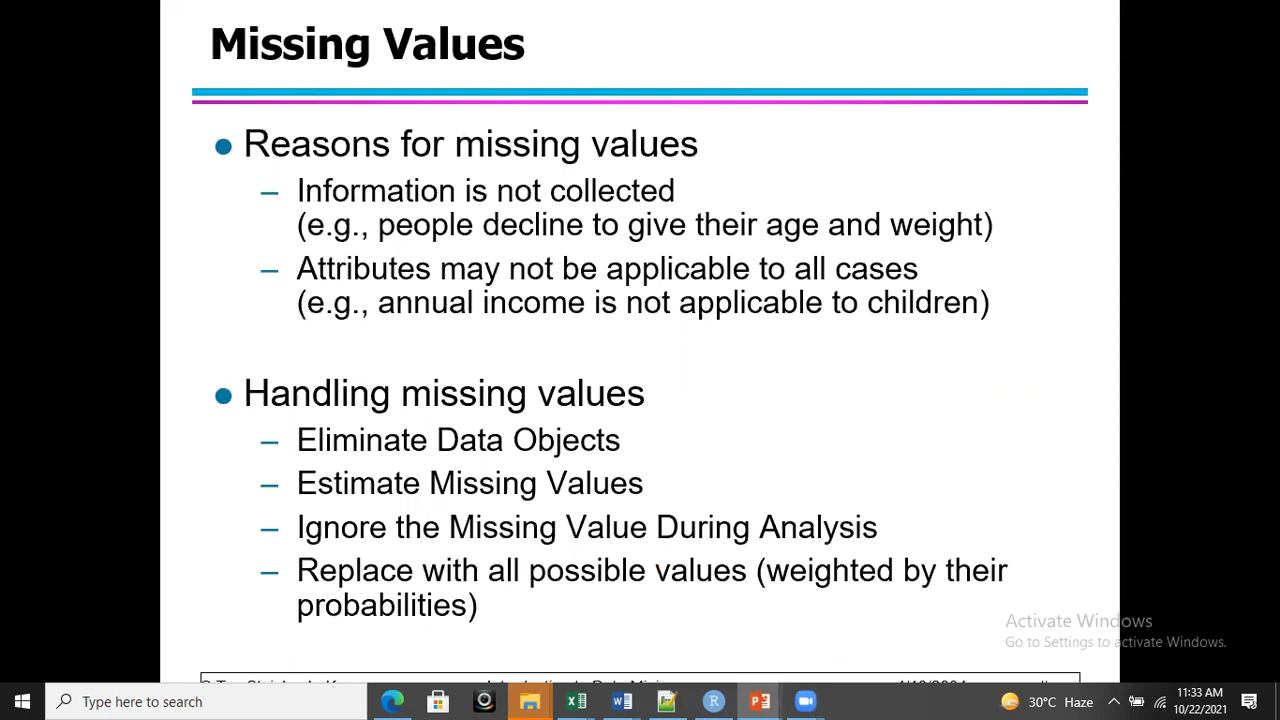 Missing Values
Reasons for missing values
– Information is not collected
(e.g., people decline to give their age and weight)
– Attributes may not be applicable to all cases
(e.g., annual income is not applicable to children)
Handling missing values
– Eliminate Data Objects
– Estimate Missing Values
– Ignore the Missing Value During Analysis
– Replace with all possible values (weighted by their
probabilities)
Activate Windows
Go to Settings to activate Windows.
Type here to search
30°C Haze
11:33 AM
10/22/2021